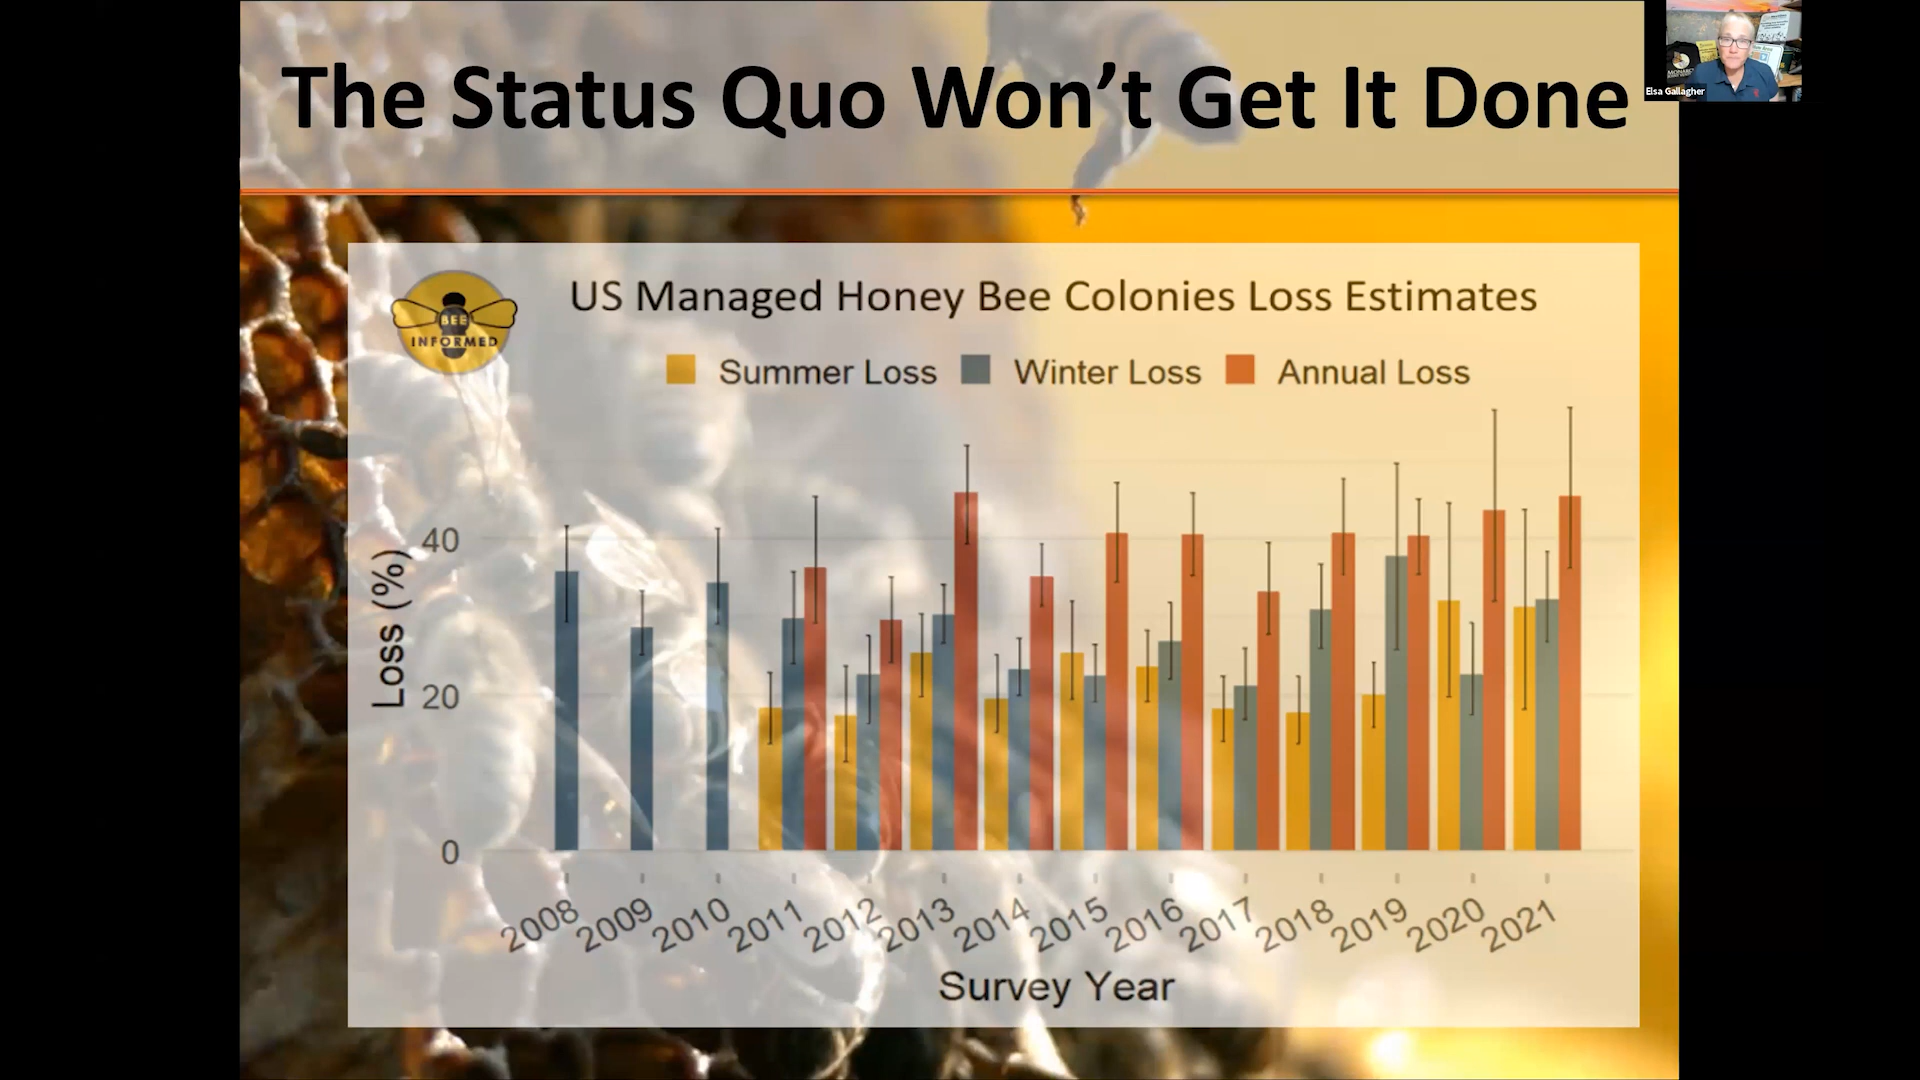 The Status Quo Won't Get It Done
Elsa Gallagher
BEE
INFORMED
US Managed Honey Bee Colonies Loss Estimates
Summer Loss Winter Loss Annual Loss
Loss (%)
40
20
0
2008 2009 2010 2011 2012 2013 2014 2015 2016 2017 2018 2019 2020 2021
Survey Year